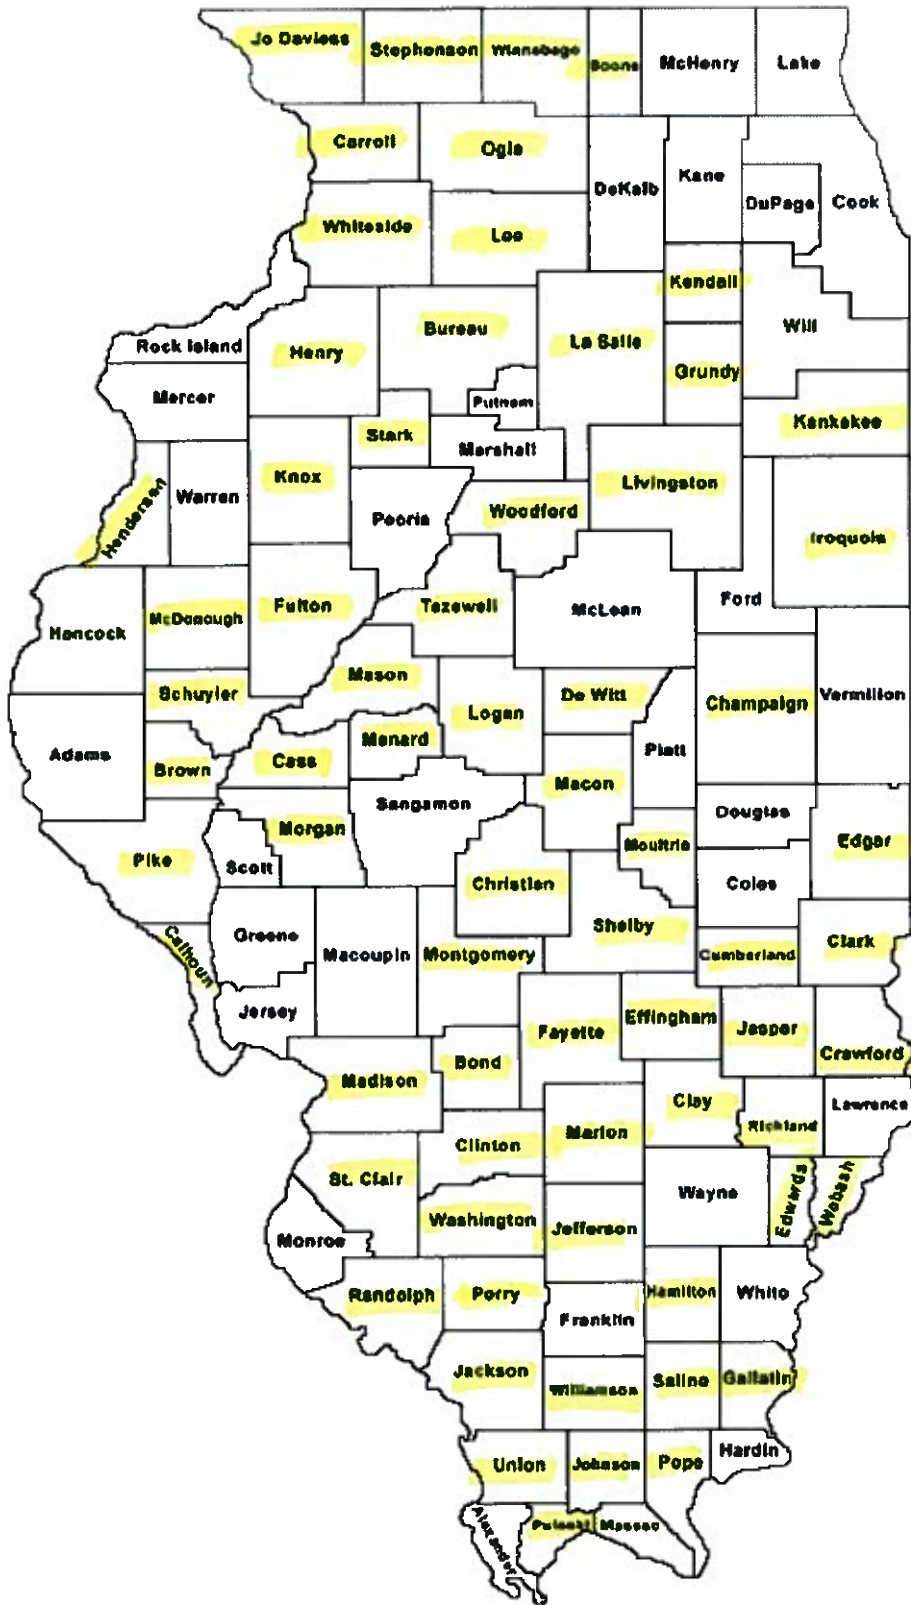 Jo Daviess
Stephenson
Winnebago
Boone
McHenry
Lake
Carroll
Ogle
DeKalb
Kane
DuPage
Cook
Whiteside
Lee
Kendall
Will
Rock Island
Henry
Bureau
La Salle
Grundy
Mercer
Putnam
Kankakee
Stark
Marshall
Henderson
Warren
Knox
Peoria
Woodford
Livingston
Iroquois
Hancock
McDonough
Fulton
Tazewell
McLean
Ford
Schuyler
Mason
Logan
De Witt
Champaign
Vermilion
Adams
Brown
Cass
Menard
Piatt
Macon
Sangamon
Douglas
Pike
Scott
Morgan
Christian
Moultrie
Coles
Edgar
Calhoun
Greene
Macoupin
Montgomery
Shelby
Cumberland
Clark
Jersey
Fayette
Effingham
Jasper
Crawford
Madison
Bond
Clay
Richland
Lawrence
Clinton
Marion
St. Clair
Washington
Jefferson
Wayne
Edwards
Wabash
Monroe
Randolph
Perry
Franklin
Hamilton
White
Jackson
Williamson
Saline
Gallatin
Union
Johnson
Pope
Hardin
Alexander
Pulaski
Massac